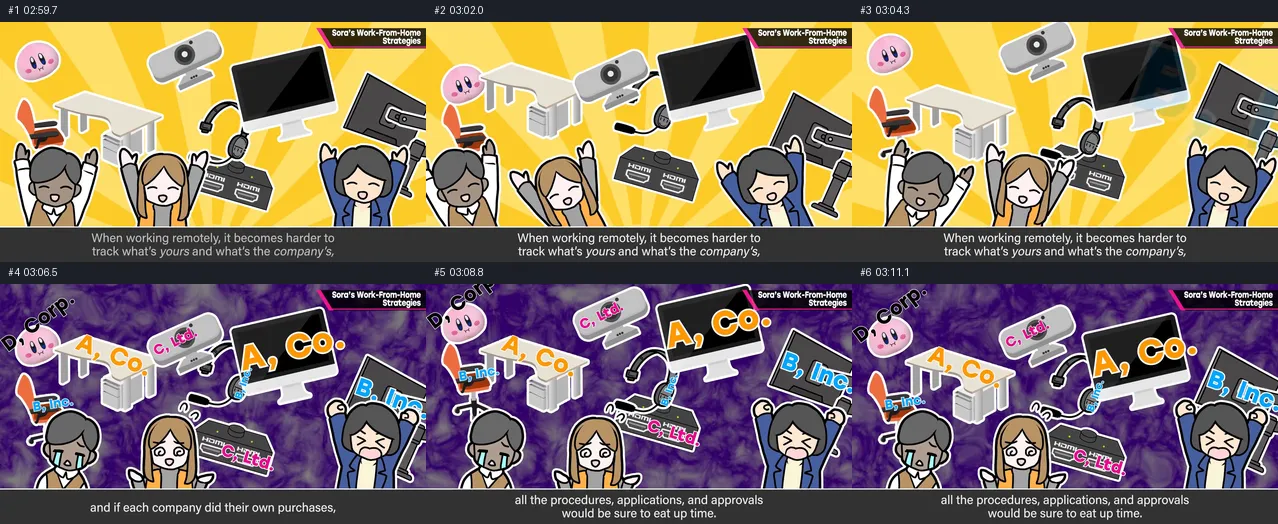 #1 02:59.7
Sora's Work-From-Home
Strategies
HDMI HDMI
When working remotely, it becomes harder to
track what's yours and what's the company's,
#2 03:02.0
Sora's Work-From-Home
Strategies
HDMI HDMI
When working remotely, it becomes harder to
track what's yours and what's the company's,
#3 03:04.3
Sora's Work-From-Home
Strategies
HDMI HDMI
When working remotely, it becomes harder to
track what's yours and what's the company's,
#4 03:06.5
Sora's Work-From-Home
Strategies
D, Corp.
A, Co.
C, Ltd.
A, Co.
B, Inc.
B, Inc.
B, Inc.
HDMI
C, Ltd.
and if each company did their own purchases,
#5 03:08.8
Sora's Work-From-Home
Strategies
D, Corp.
A, Co.
C, Ltd.
A, Co.
B, Inc.
B, Inc.
B, Inc.
HDMI
C, Ltd.
all the procedures, applications, and approvals
would be sure to eat up time.
#6 03:11.1
Sora's Work-From-Home
Strategies
D, Corp.
A, Co.
C, Ltd.
A, Co.
B, Inc.
B, Inc.
B, Inc.
HDMI
C, Ltd.
all the procedures, applications, and approvals
would be sure to eat up time.